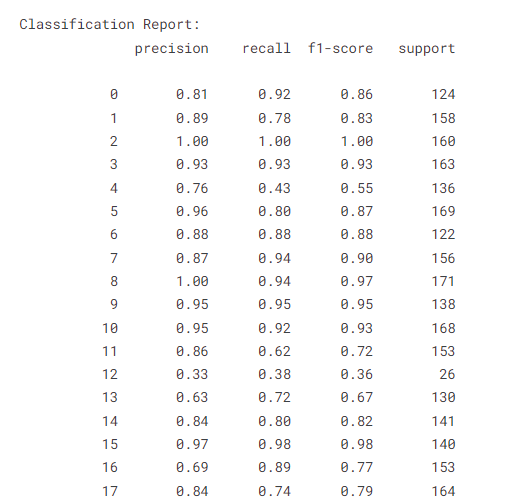 Classification Report:
precision recall f1-score support
0 0.81 0.92 0.86 124
1 0.89 0.78 0.83 158
2 1.00 1.00 1.00 160
3 0.93 0.93 0.93 163
4 0.76 0.43 0.55 136
5 0.96 0.80 0.87 169
6 0.88 0.88 0.88 122
7 0.87 0.94 0.90 156
8 1.00 0.94 0.97 171
9 0.95 0.95 0.95 138
10 0.95 0.92 0.93 168
11 0.86 0.62 0.72 153
12 0.33 0.38 0.36 26
13 0.63 0.72 0.67 130
14 0.84 0.80 0.82 141
15 0.97 0.98 0.98 140
16 0.69 0.89 0.77 153
17 0.84 0.74 0.79 164